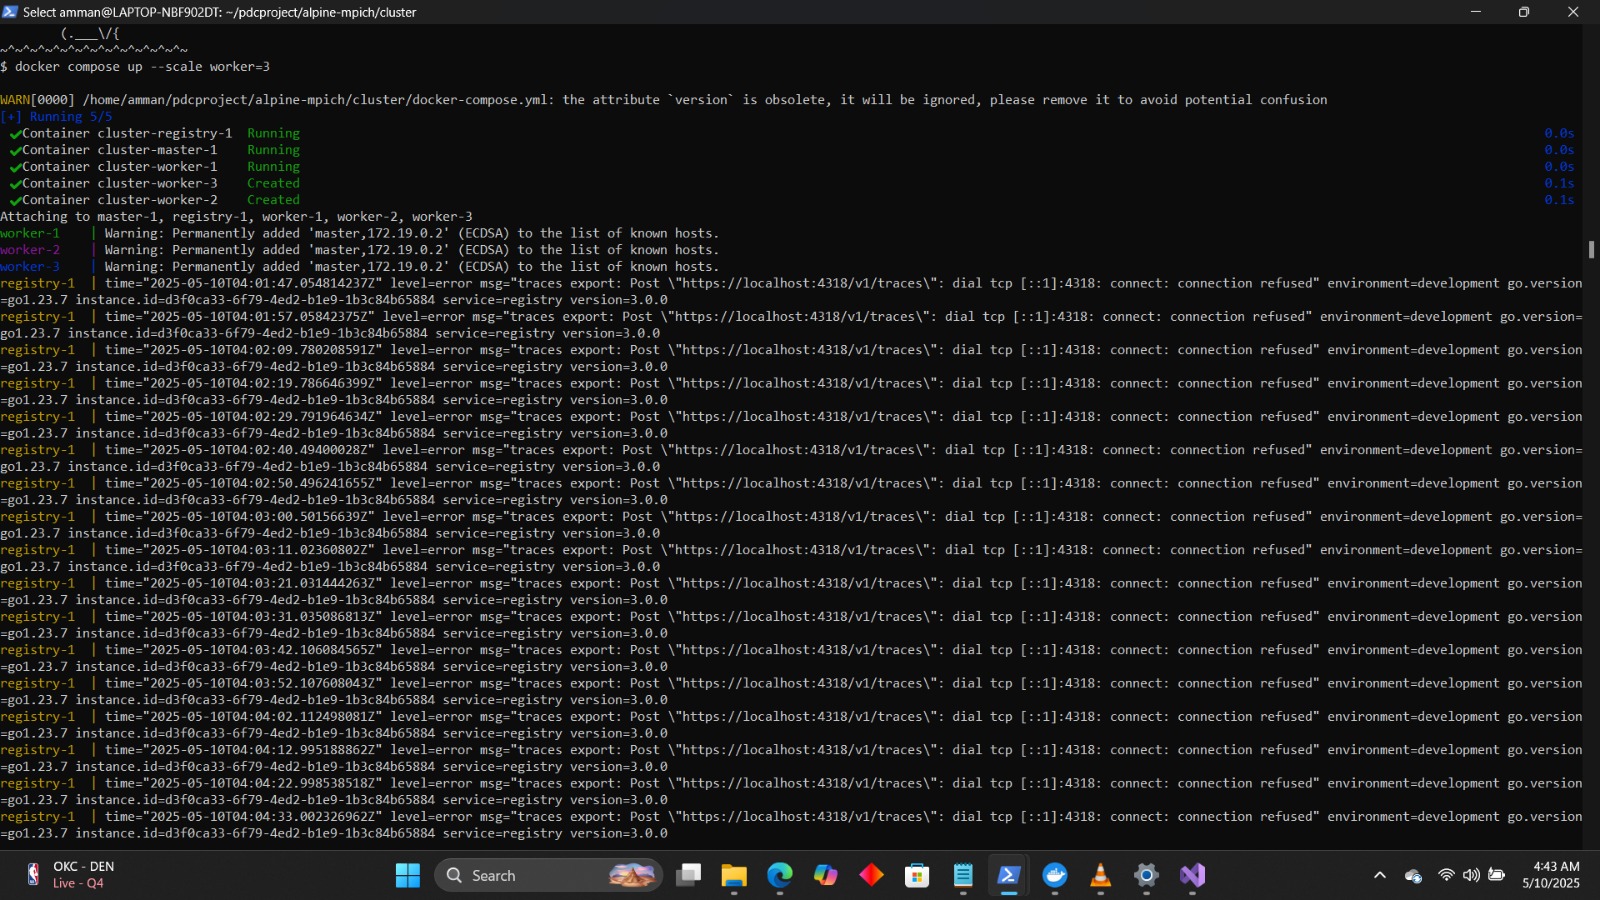 Select amman@LAPTOP-NBF902DT: ~/pdcproject/alpine-mpich/cluster
(.___\/{
~^~^~^~^~^~^~^~^~^~^~^~^~
$ docker compose up --scale worker=3
WARN[0000] /home/amman/pdcproject/alpine-mpich/cluster/docker-compose.yml: the attribute `version` is obsolete, it will be ignored, please remove it to avoid potential confusion
[+] Running 5/5
✔Container cluster-registry-1 Running 0.0s
✔Container cluster-master-1 Running 0.0s
✔Container cluster-worker-1 Running 0.0s
✔Container cluster-worker-3 Created 0.1s
✔Container cluster-worker-2 Created 0.1s
Attaching to master-1, registry-1, worker-1, worker-2, worker-3
worker-1 | Warning: Permanently added 'master,172.19.0.2' (ECDSA) to the list of known hosts.
worker-2 | Warning: Permanently added 'master,172.19.0.2' (ECDSA) to the list of known hosts.
worker-3 | Warning: Permanently added 'master,172.19.0.2' (ECDSA) to the list of known hosts.
registry-1 | time="2025-05-10T04:01:47.054814237Z" level=error msg="traces export: Post \"https://localhost:4318/v1/traces\": dial tcp [::1]:4318: connect: connection refused" environment=development go.version
=go1.23.7 instance.id=d3f0ca33-6f79-4ed2-b1e9-1b3c84b65884 service=registry version=3.0.0
registry-1 | time="2025-05-10T04:01:57.05842375Z" level=error msg="traces export: Post \"https://localhost:4318/v1/traces\": dial tcp [::1]:4318: connect: connection refused" environment=development go.version=
go1.23.7 instance.id=d3f0ca33-6f79-4ed2-b1e9-1b3c84b65884 service=registry version=3.0.0
registry-1 | time="2025-05-10T04:02:09.780208591Z" level=error msg="traces export: Post \"https://localhost:4318/v1/traces\": dial tcp [::1]:4318: connect: connection refused" environment=development go.version
=go1.23.7 instance.id=d3f0ca33-6f79-4ed2-b1e9-1b3c84b65884 service=registry version=3.0.0
registry-1 | time="2025-05-10T04:02:19.786646399Z" level=error msg="traces export: Post \"https://localhost:4318/v1/traces\": dial tcp [::1]:4318: connect: connection refused" environment=development go.version
=go1.23.7 instance.id=d3f0ca33-6f79-4ed2-b1e9-1b3c84b65884 service=registry version=3.0.0
registry-1 | time="2025-05-10T04:02:29.791964634Z" level=error msg="traces export: Post \"https://localhost:4318/v1/traces\": dial tcp [::1]:4318: connect: connection refused" environment=development go.version
=go1.23.7 instance.id=d3f0ca33-6f79-4ed2-b1e9-1b3c84b65884 service=registry version=3.0.0
registry-1 | time="2025-05-10T04:02:40.49400028Z" level=error msg="traces export: Post \"https://localhost:4318/v1/traces\": dial tcp [::1]:4318: connect: connection refused" environment=development go.version=
go1.23.7 instance.id=d3f0ca33-6f79-4ed2-b1e9-1b3c84b65884 service=registry version=3.0.0
registry-1 | time="2025-05-10T04:02:50.496241655Z" level=error msg="traces export: Post \"https://localhost:4318/v1/traces\": dial tcp [::1]:4318: connect: connection refused" environment=development go.version
=go1.23.7 instance.id=d3f0ca33-6f79-4ed2-b1e9-1b3c84b65884 service=registry version=3.0.0
registry-1 | time="2025-05-10T04:03:00.50156639Z" level=error msg="traces export: Post \"https://localhost:4318/v1/traces\": dial tcp [::1]:4318: connect: connection refused" environment=development go.version=
go1.23.7 instance.id=d3f0ca33-6f79-4ed2-b1e9-1b3c84b65884 service=registry version=3.0.0
registry-1 | time="2025-05-10T04:03:11.02360802Z" level=error msg="traces export: Post \"https://localhost:4318/v1/traces\": dial tcp [::1]:4318: connect: connection refused" environment=development go.version=
go1.23.7 instance.id=d3f0ca33-6f79-4ed2-b1e9-1b3c84b65884 service=registry version=3.0.0
registry-1 | time="2025-05-10T04:03:21.031444263Z" level=error msg="traces export: Post \"https://localhost:4318/v1/traces\": dial tcp [::1]:4318: connect: connection refused" environment=development go.version
=go1.23.7 instance.id=d3f0ca33-6f79-4ed2-b1e9-1b3c84b65884 service=registry version=3.0.0
registry-1 | time="2025-05-10T04:03:31.035086813Z" level=error msg="traces export: Post \"https://localhost:4318/v1/traces\": dial tcp [::1]:4318: connect: connection refused" environment=development go.version
=go1.23.7 instance.id=d3f0ca33-6f79-4ed2-b1e9-1b3c84b65884 service=registry version=3.0.0
registry-1 | time="2025-05-10T04:03:42.106084565Z" level=error msg="traces export: Post \"https://localhost:4318/v1/traces\": dial tcp [::1]:4318: connect: connection refused" environment=development go.version
=go1.23.7 instance.id=d3f0ca33-6f79-4ed2-b1e9-1b3c84b65884 service=registry version=3.0.0
registry-1 | time="2025-05-10T04:03:52.107608043Z" level=error msg="traces export: Post \"https://localhost:4318/v1/traces\": dial tcp [::1]:4318: connect: connection refused" environment=development go.version
=go1.23.7 instance.id=d3f0ca33-6f79-4ed2-b1e9-1b3c84b65884 service=registry version=3.0.0
registry-1 | time="2025-05-10T04:04:02.112498081Z" level=error msg="traces export: Post \"https://localhost:4318/v1/traces\": dial tcp [::1]:4318: connect: connection refused" environment=development go.version
=go1.23.7 instance.id=d3f0ca33-6f79-4ed2-b1e9-1b3c84b65884 service=registry version=3.0.0
registry-1 | time="2025-05-10T04:04:12.995188862Z" level=error msg="traces export: Post \"https://localhost:4318/v1/traces\": dial tcp [::1]:4318: connect: connection refused" environment=development go.version
=go1.23.7 instance.id=d3f0ca33-6f79-4ed2-b1e9-1b3c84b65884 service=registry version=3.0.0
registry-1 | time="2025-05-10T04:04:22.998538518Z" level=error msg="traces export: Post \"https://localhost:4318/v1/traces\": dial tcp [::1]:4318: connect: connection refused" environment=development go.version
=go1.23.7 instance.id=d3f0ca33-6f79-4ed2-b1e9-1b3c84b65884 service=registry version=3.0.0
registry-1 | time="2025-05-10T04:04:33.002326962Z" level=error msg="traces export: Post \"https://localhost:4318/v1/traces\": dial tcp [::1]:4318: connect: connection refused" environment=development go.version
=go1.23.7 instance.id=d3f0ca33-6f79-4ed2-b1e9-1b3c84b65884 service=registry version=3.0.0
OKC - DEN
Live - Q4
Search
4:43 AM
5/10/2025